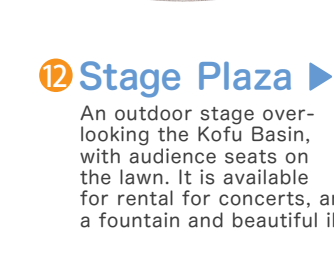 ⑫ Stage Plaza ▶
An outdoor stage over-
looking the Kofu Basin,
with audience seats on
the lawn. It is available
for rental for concerts,
a fountain and beautiful